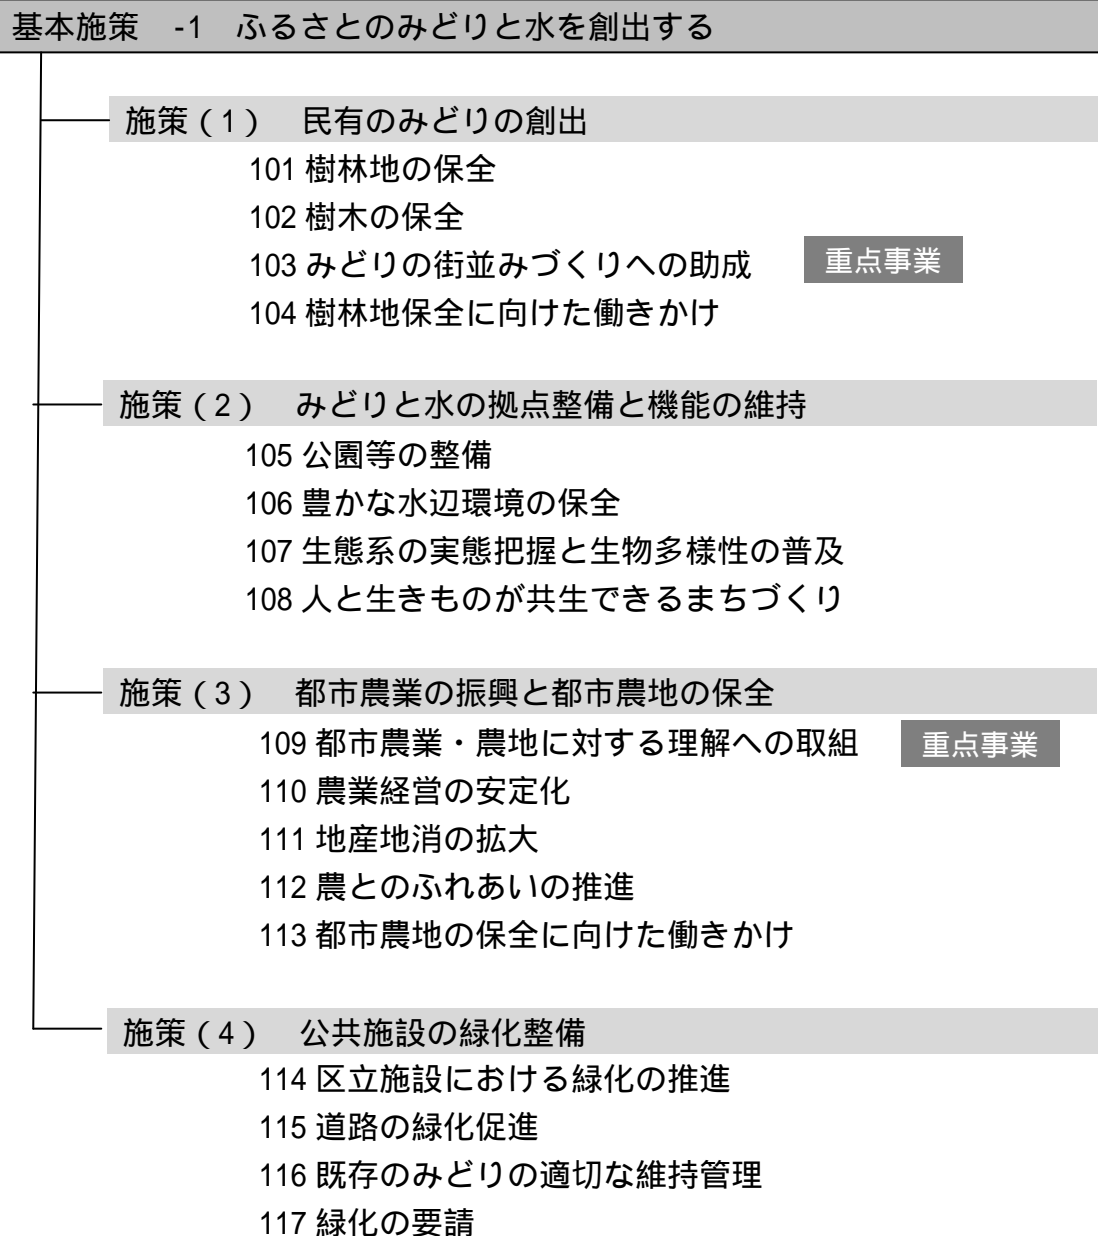 基本施策　-1　ふるさとのみどりと水を創出する
施策（1）　民有のみどりの創出
101 樹林地の保全
102 樹木の保全
103 みどりの街並みづくりへの助成　重点事業
104 樹林地保全に向けた働きかけ
施策（2）　みどりと水の拠点整備と機能の維持
105 公園等の整備
106 豊かな水辺環境の保全
107 生態系の実態把握と生物多様性の普及
108 人と生きものが共生できるまちづくり
施策（3）　都市農業の振興と都市農地の保全
109 都市農業・農地に対する理解への取組　重点事業
110 農業経営の安定化
111 地産地消の拡大
112 農とのふれあいの推進
113 都市農地の保全に向けた働きかけ
施策（4）　公共施設の緑化整備
114 区立施設における緑化の推進
115 道路の緑化促進
116 既存のみどりの適切な維持管理
117 緑化の要請